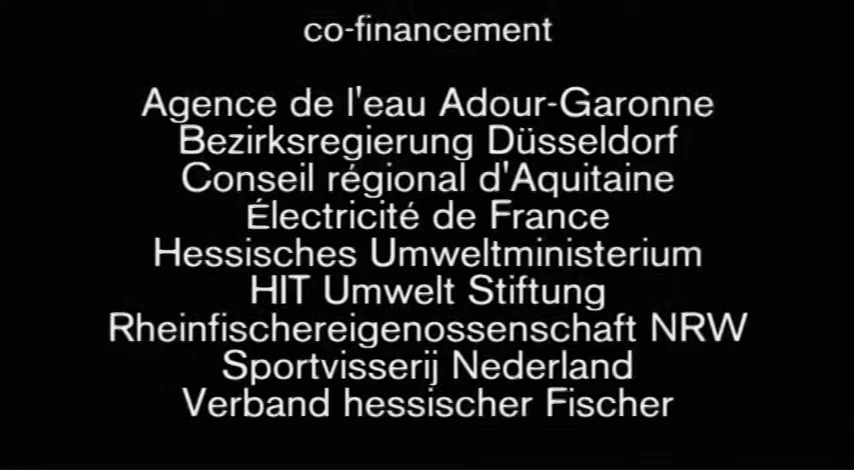 co-financement
Agence de l'eau Adour-Garonne
Bezirksregierung Düsseldorf
Conseil régional d'Aquitaine
Électricité de France
Hessisches Umweltministerium
HIT Umwelt Stiftung
Rheinfischereigenossenschaft NRW
Sportvisserij Nederland
Verband hessischer Fischer